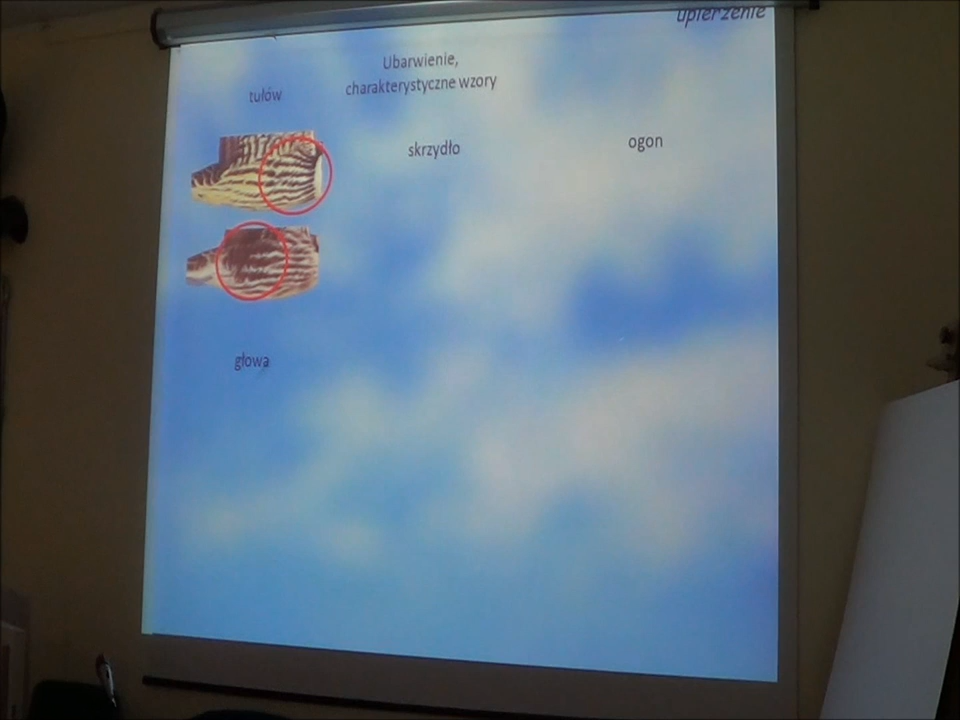 upierzenie
Ubarwienie,
charakterystyczne wzory
tułów
skrzydło
ogon
głowa